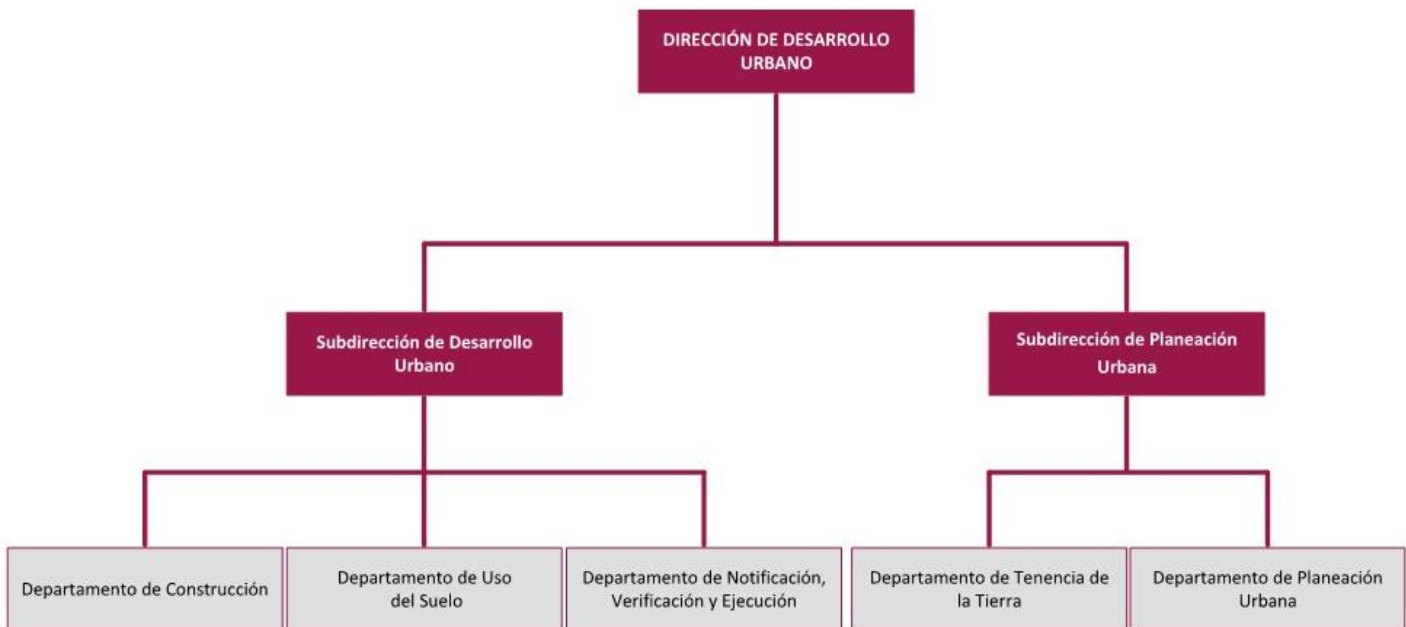 DIRECCIÓN DE DESARROLLO
URBANO
Subdirección de Desarrollo
Urbano
Subdirección de Planeación
Urbana
Departamento de Construcción
Departamento de Uso
del Suelo
Departamento de Notificación,
Verificación y Ejecución
Departamento de Tenencia de
la Tierra
Departamento de Planeación
Urbana